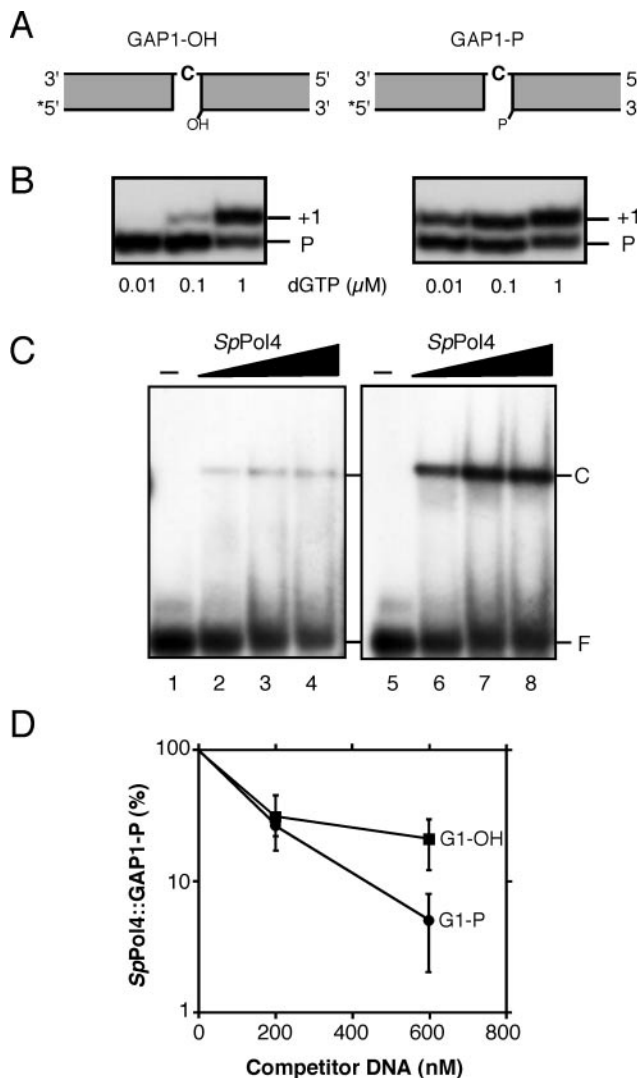 A
GAP1-OH GAP1-P
3' C 5' 3' C 5
*5' 3' *5' 3
OH P
B
+1 +1
P P
0.01 0.1 1 dGTP (µM) 0.01 0.1 1
C
SpPol4 SpPol4
– –
C
F
1 2 3 4 5 6 7 8
D
100
10
1
SpPol4::GAP1-P (%)
G1-OH
G1-P
0 200 400 600 800
Competitor DNA (nM)